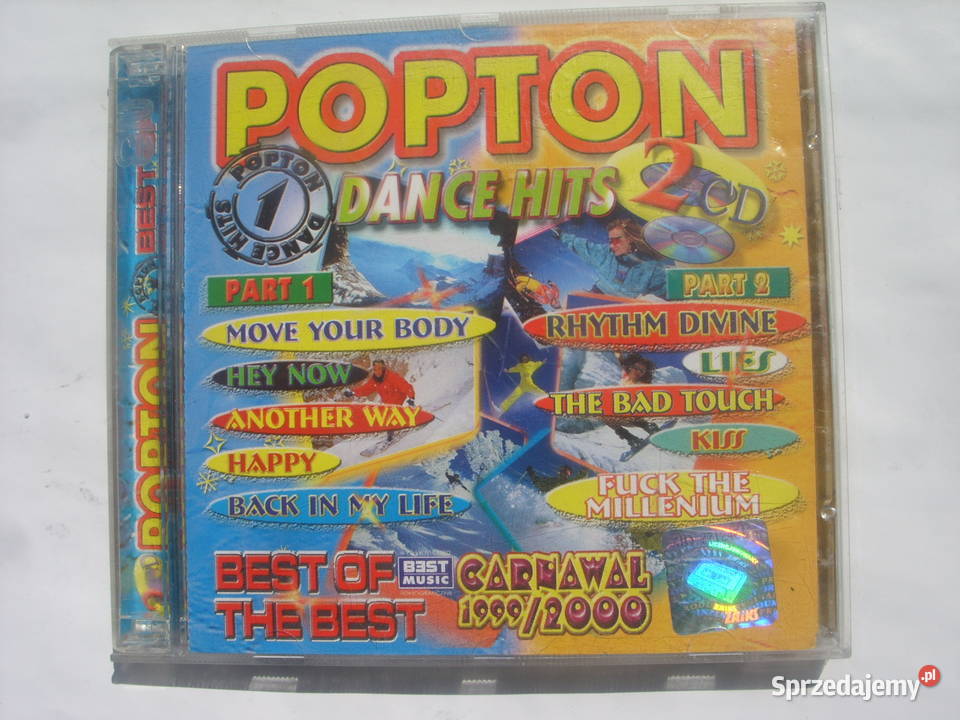 POPTON
DANCE HITS 2CD
POPTON
1
DANCE HITS
PART 1
MOVE YOUR BODY
HEY NOW
ANOTHER WAY
HAPPY
BACK IN MY LIFE
PART 2
RHYTHM DIVINE
LIES
THE BAD TOUCH
KISS
FUCK THE
MILLENIUM
BEST OF
THE BEST
BEST
MUSIC
CARNAWAL
1999/2000
ZAiKS
POPTON
BEST
Sprzedajemy.pl